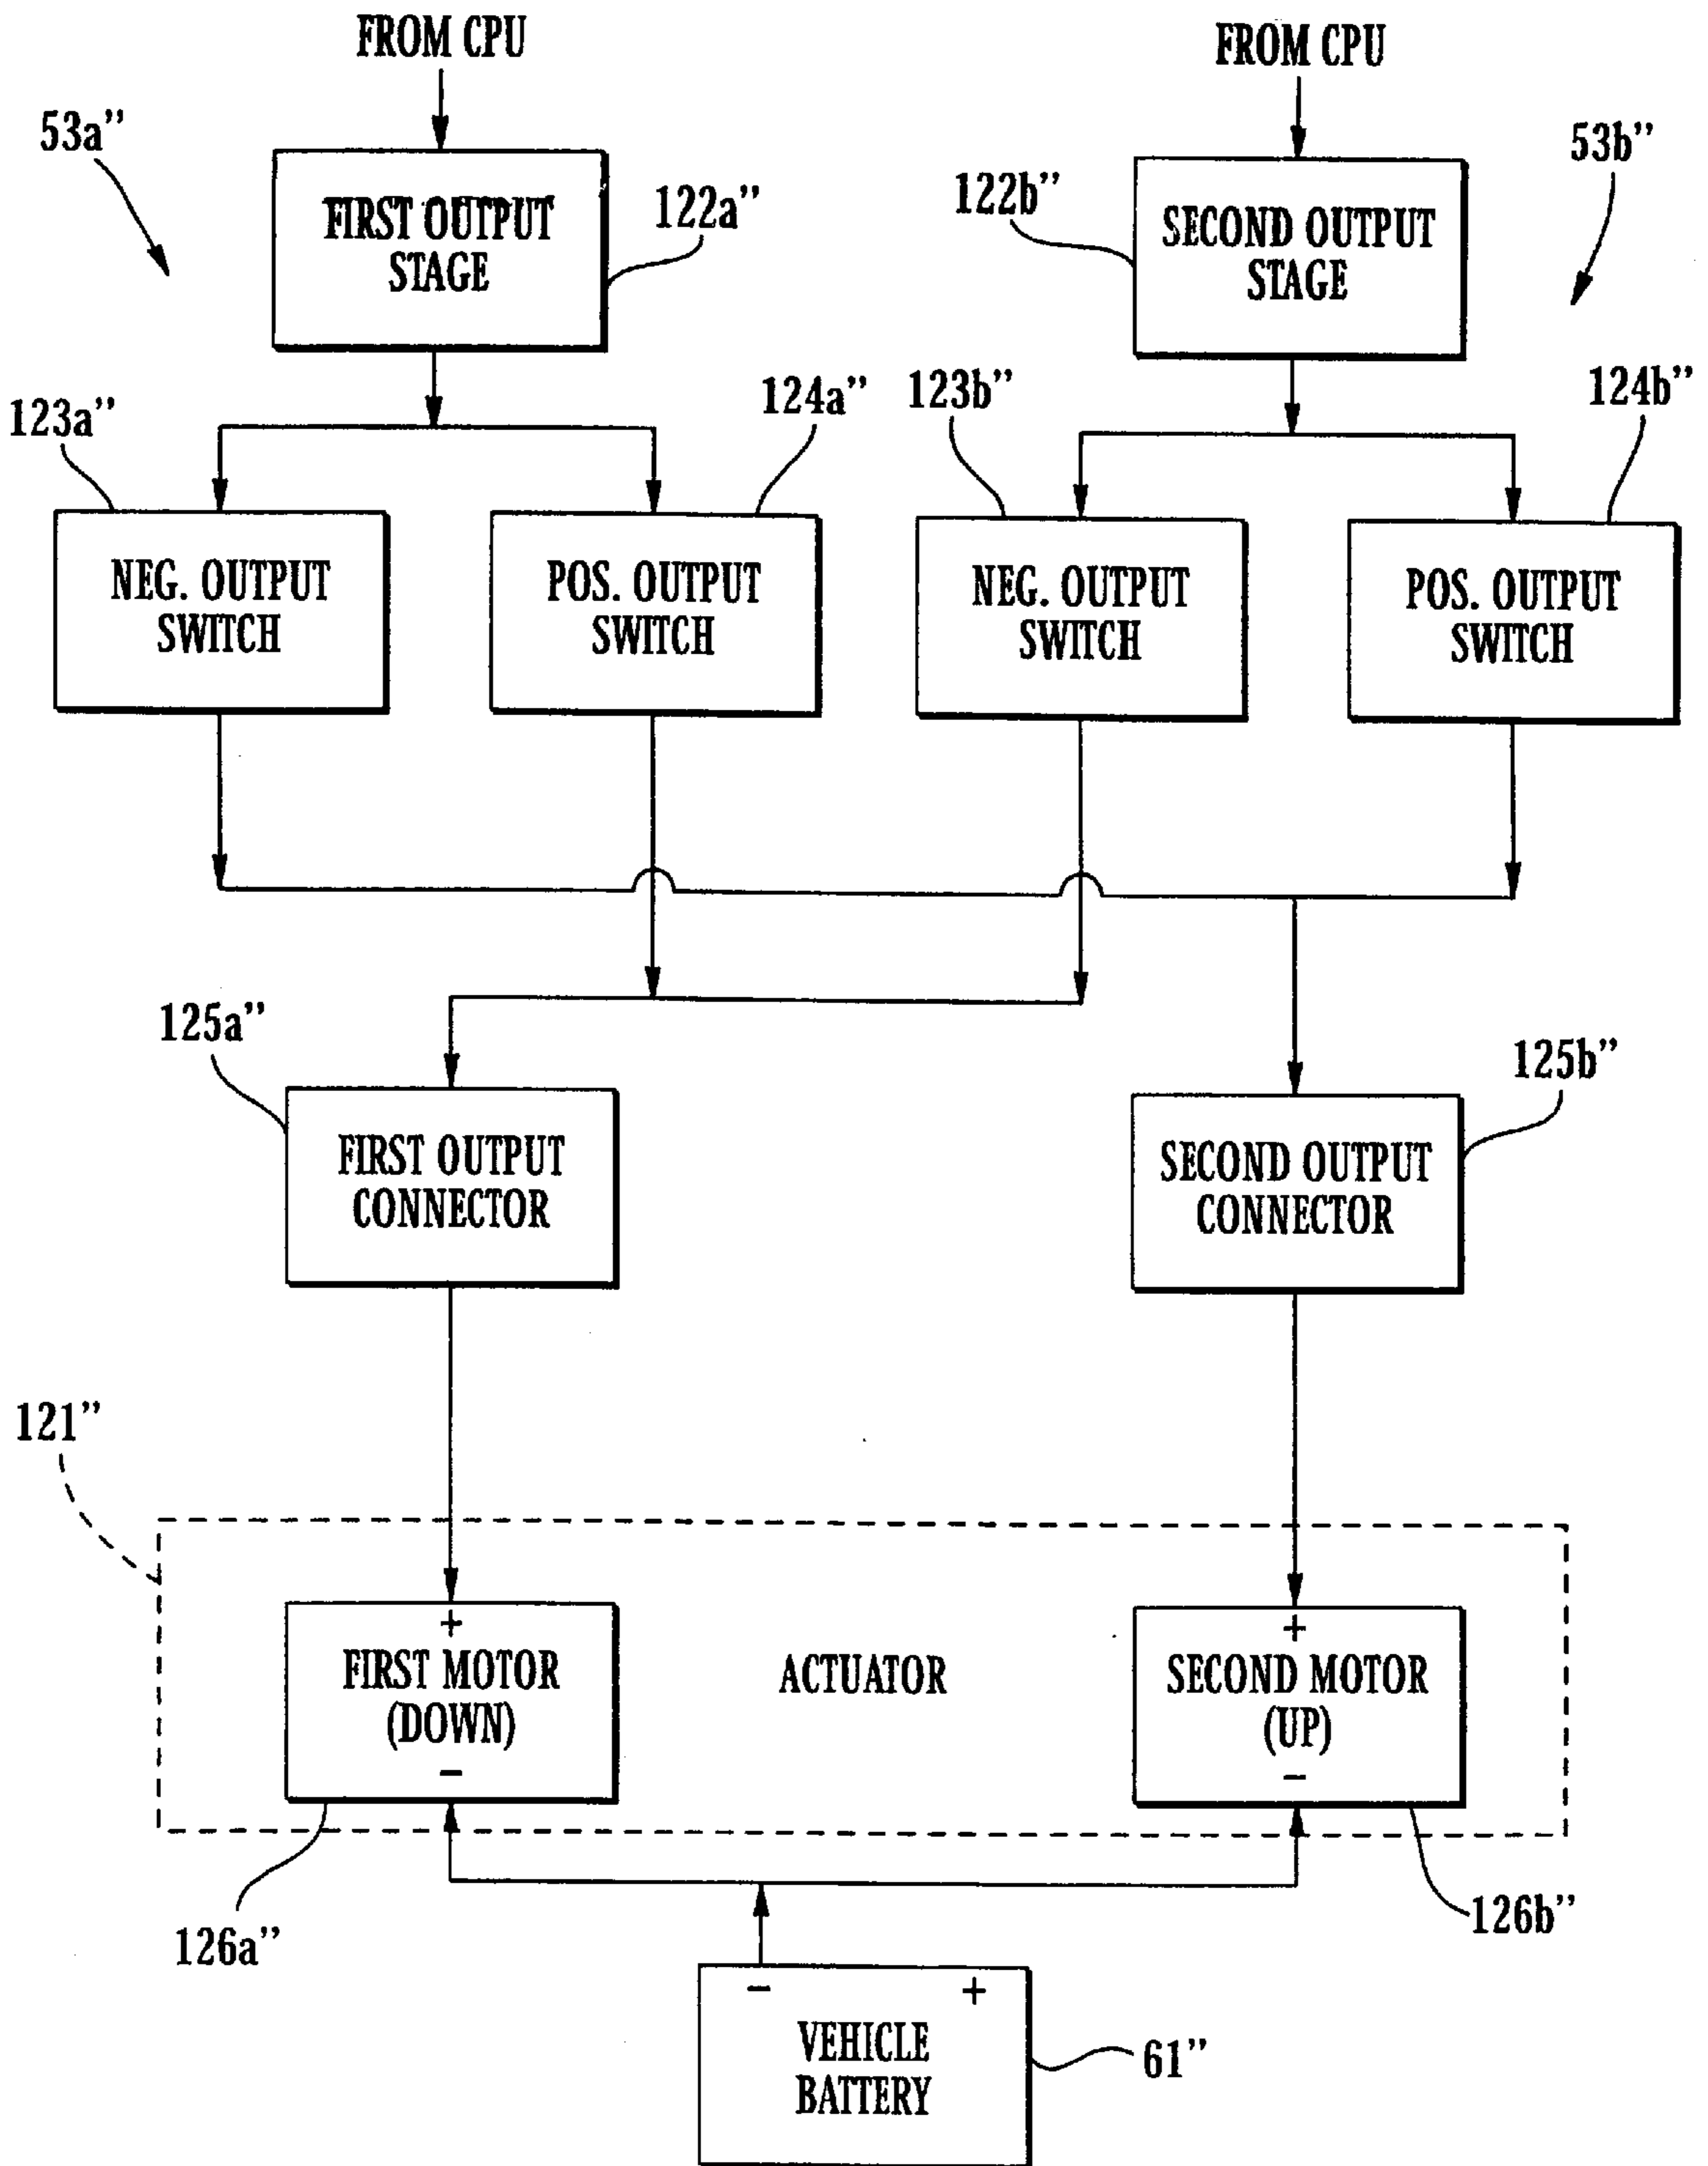 FROM CPU
FROM CPU
53a”
53b”
FIRST OUTPUT
STAGE
122a”
122b”
SECOND OUTPUT
STAGE
123a”
124a”
123b”
124b”
NEG. OUTPUT
SWITCH
POS. OUTPUT
SWITCH
NEG. OUTPUT
SWITCH
POS. OUTPUT
SWITCH
125a”
125b”
FIRST OUTPUT
CONNECTOR
SECOND OUTPUT
CONNECTOR
121”
+
FIRST MOTOR
(DOWN)
–
ACTUATOR
+
SECOND MOTOR
(UP)
–
126a”
126b”
– +
VEHICLE
BATTERY
61”